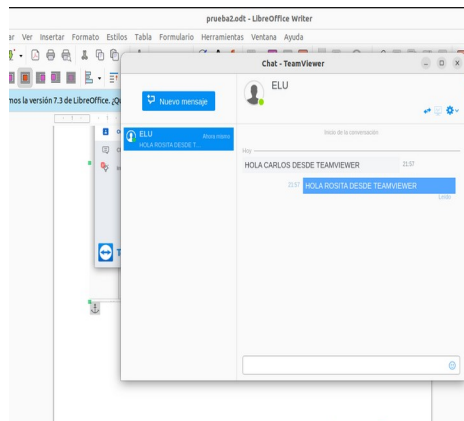 prueba2.odt - LibreOffice Writer
ar Ver Insertar Formato Estilos Tabla Formulario Herramientas Ventana Ayuda
mos la versión 7.3 de LibreOffice. ¿Qu
Chat - TeamViewer
Nuevo mensaje
ELU
Ahora mismo
HOLA ROSITA DESDE T...
ELU
Inicio de la conversación
Hoy
HOLA CARLOS DESDE TEAMVIEWER 21:57
21:57 HOLA ROSITA DESDE TEAMVIEWER
Leído